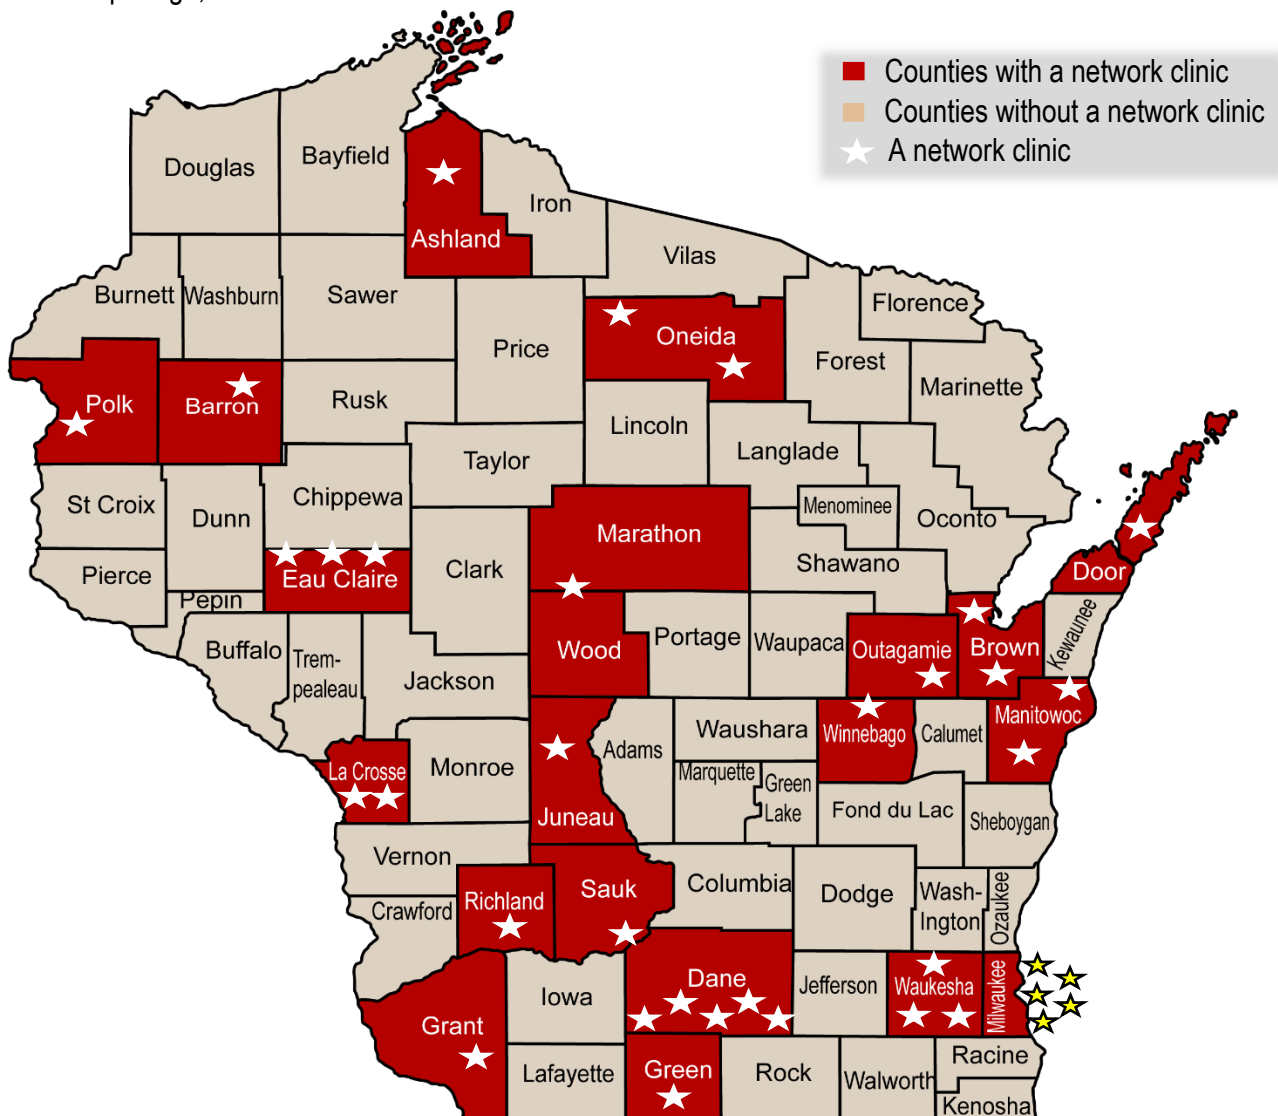 Counties with a network clinic
Counties without a network clinic
A network clinic
Douglas
Bayfield
Iron
Ashland
Vilas
Burnett
Washburn
Sawer
Florence
Oneida
Price
Forest
Marinette
Polk
Barron
Rusk
Lincoln
Langlade
Taylor
Chippewa
St Croix
Dunn
Menominee
Oconto
Marathon
Shawano
Clark
Pierce
Eau Claire
Door
Pepin
Kewaunee
Buffalo
Trem-
pealeau
Wood
Portage
Waupaca
Outagamie
Brown
Jackson
Manitowoc
Waushara
Winnebago
Calumet
Adams
Monroe
La Crosse
Marquette
Green
Lake
Juneau
Fond du Lac
Sheboygan
Vernon
Richland
Sauk
Columbia
Dodge
Wash-
Ington
Ozaukee
Crawford
Dane
Jefferson
Waukesha
Milwaukee
Iowa
Grant
Lafayette
Green
Rock
Walworth
Racine
Kenosha